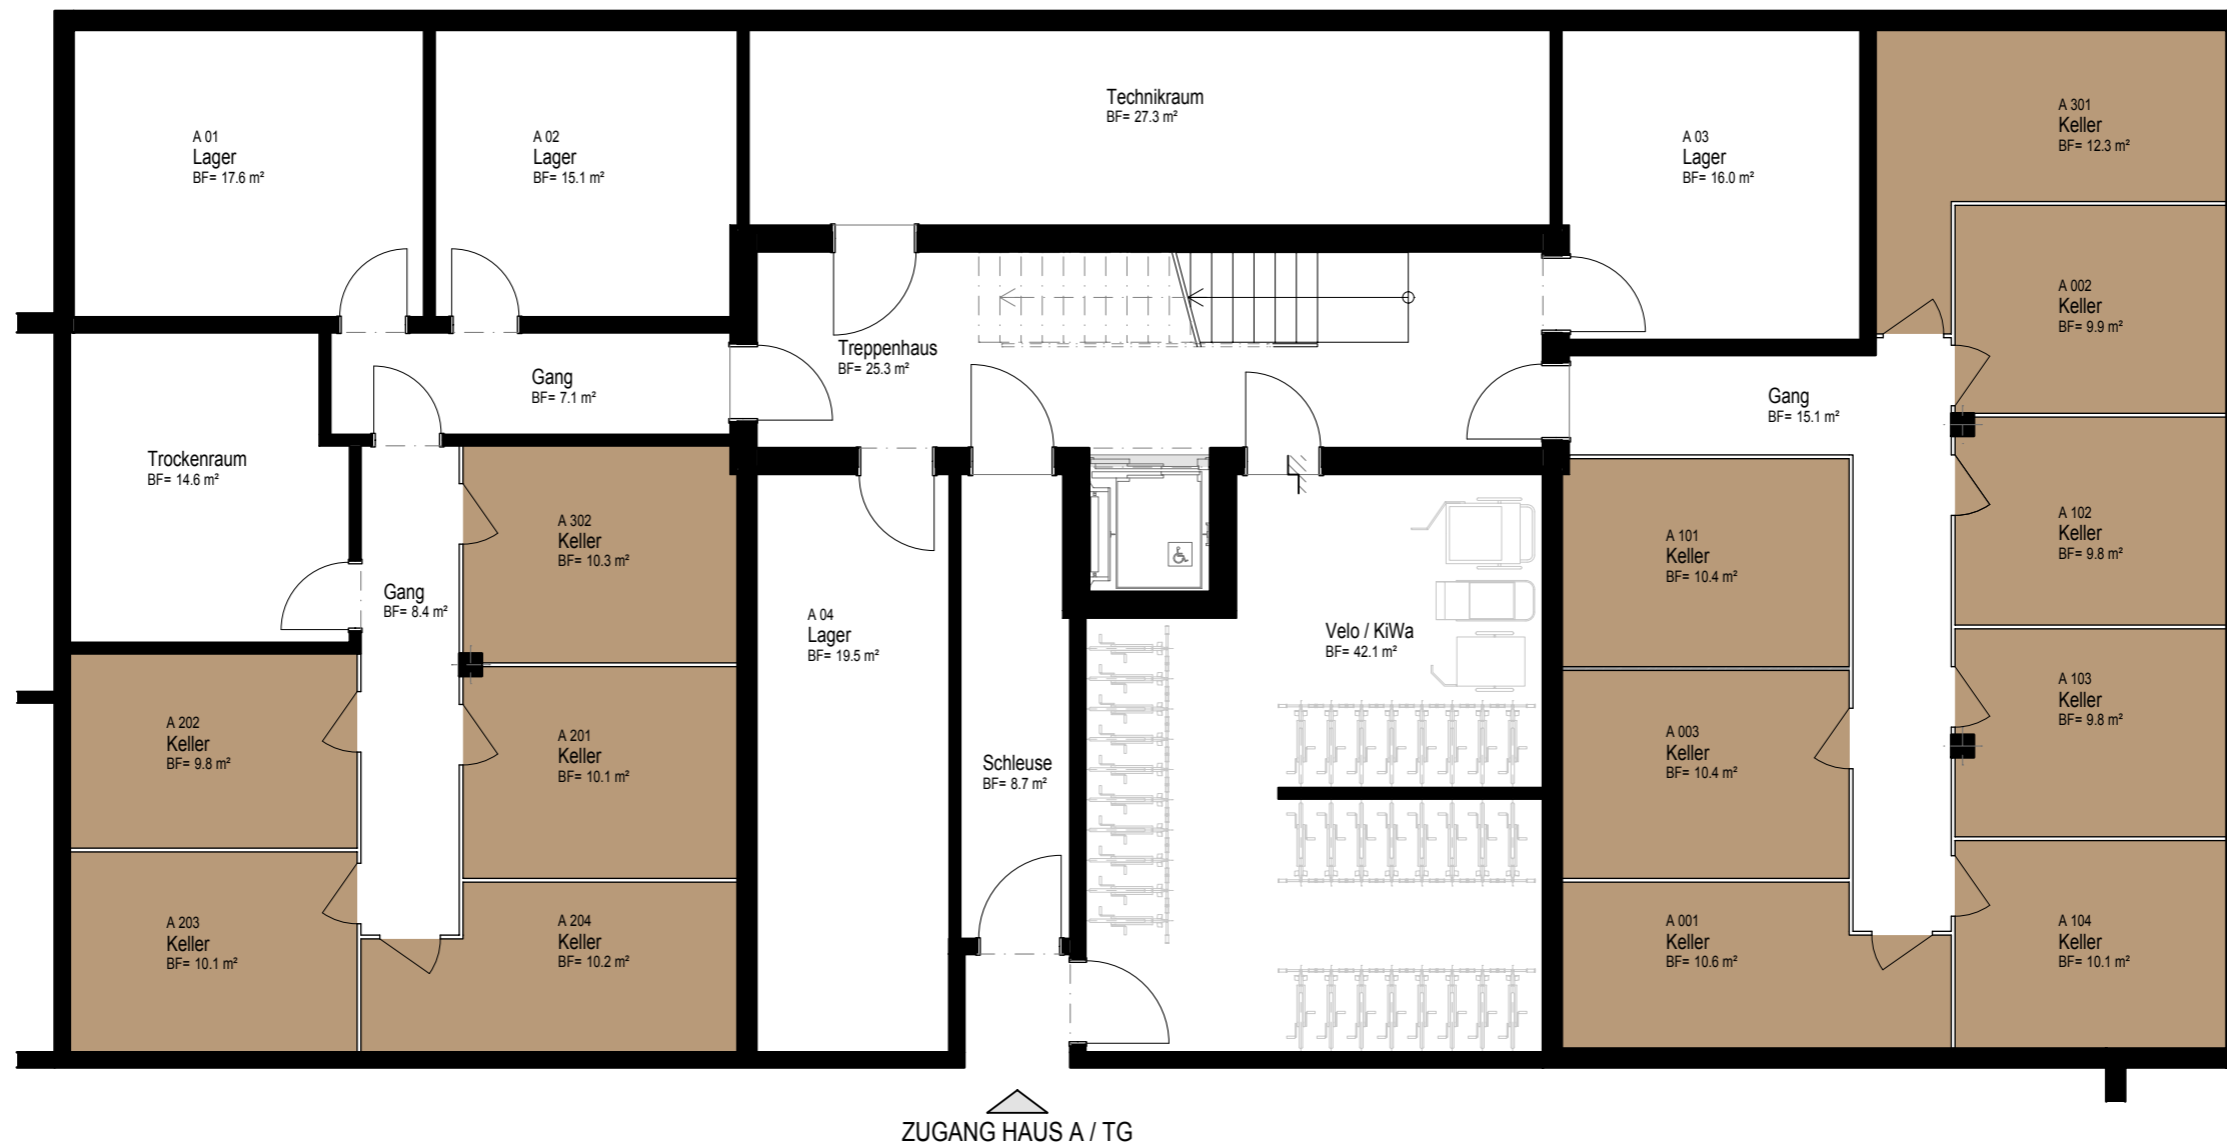 A 01
Lager
BF= 17.6 m²
A 02
Lager
BF= 15.1 m²
Technikraum
BF= 27.3 m²
A 03
Lager
BF= 16.0 m²
A 301
Keller
BF= 12.3 m²
A 002
Keller
BF= 9.9 m²
Treppenhaus
BF= 25.3 m²
Gang
BF= 7.1 m²
Gang
BF= 15.1 m²
Trockenraum
BF= 14.6 m²
A 302
Keller
BF= 10.3 m²
Gang
BF= 8.4 m²
A 04
Lager
BF= 19.5 m²
Velo / KiWa
BF= 42.1 m²
A 101
Keller
BF= 10.4 m²
A 102
Keller
BF= 9.8 m²
A 103
Keller
BF= 9.8 m²
A 202
Keller
BF= 9.8 m²
A 201
Keller
BF= 10.1 m²
Schleuse
BF= 8.7 m²
A 003
Keller
BF= 10.4 m²
A 203
Keller
BF= 10.1 m²
A 204
Keller
BF= 10.2 m²
A 001
Keller
BF= 10.6 m²
A 104
Keller
BF= 10.1 m²
ZUGANG HAUS A / TG